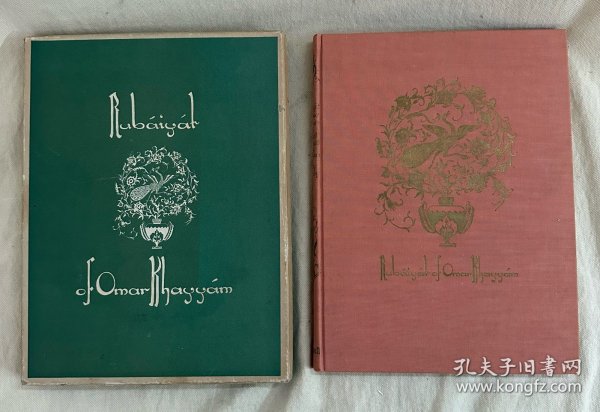 Rubáiyát
of Omar Khayyám
Rubáiyát of Omar Khayyám
孔夫子旧书网
www.kongfz.com